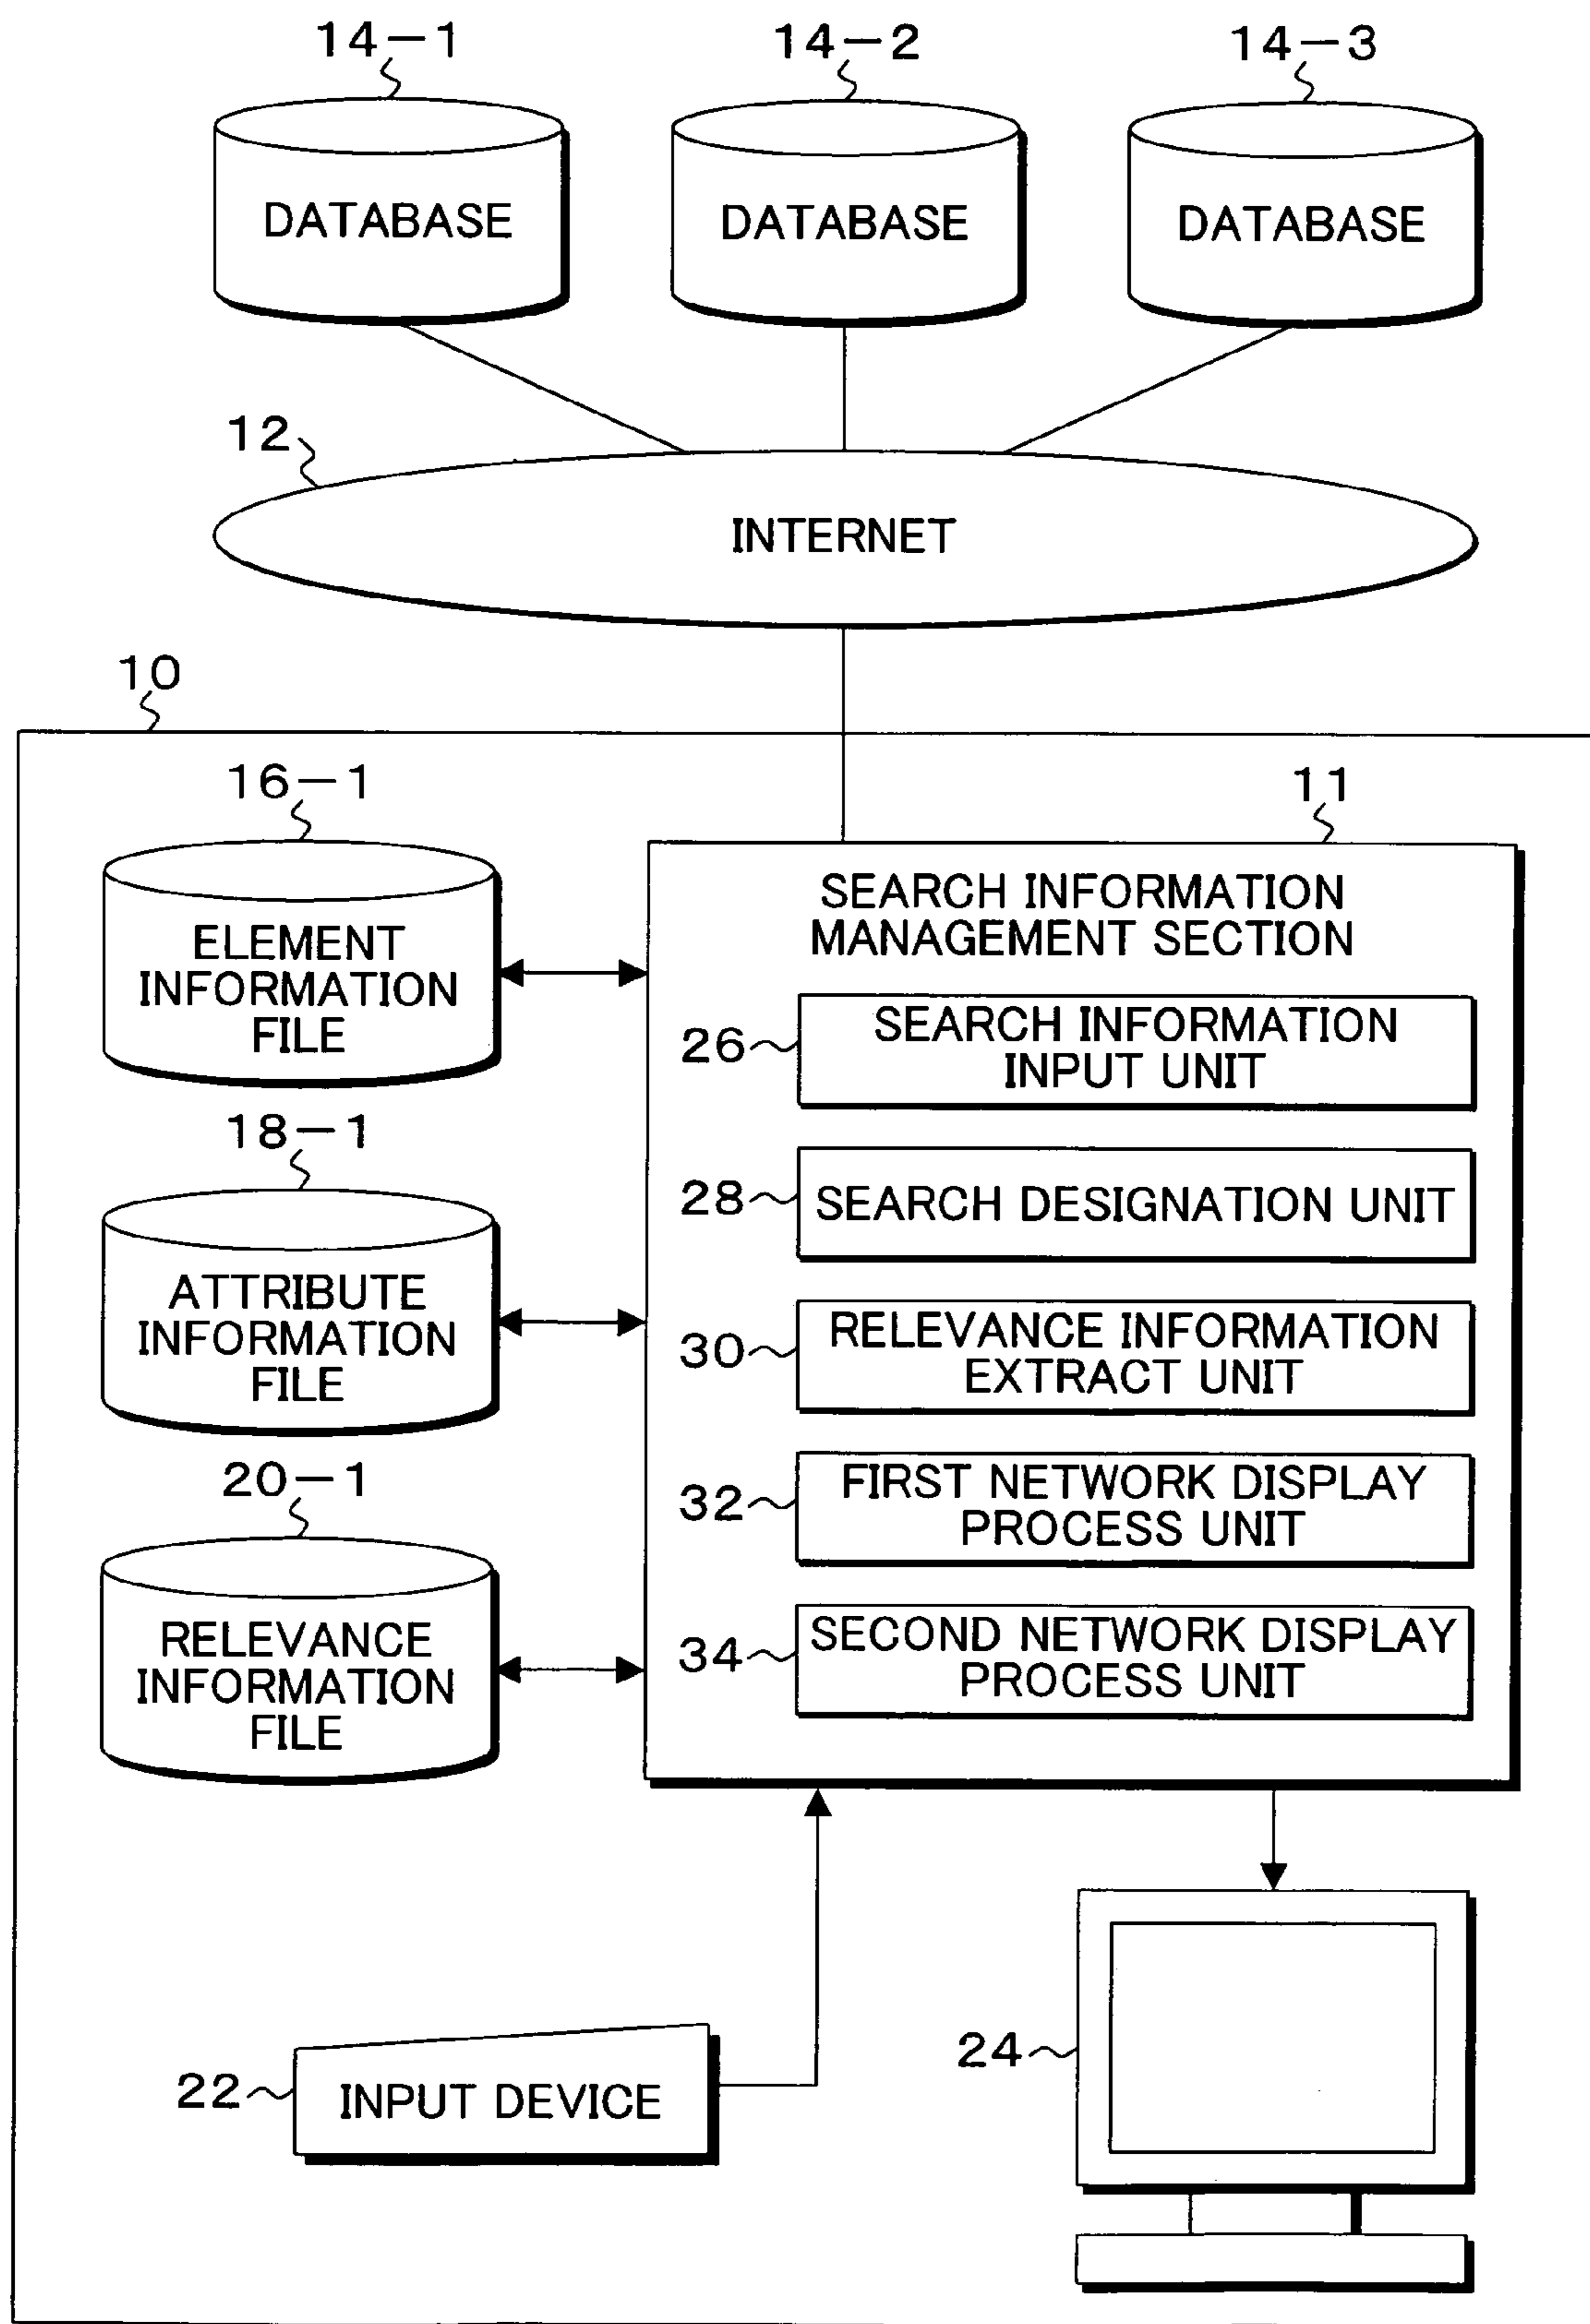 14-1
14-2
14-3
DATABASE
DATABASE
DATABASE
12
INTERNET
10
16-1
ELEMENT
INFORMATION
FILE
18-1
ATTRIBUTE
INFORMATION
FILE
20-1
RELEVANCE
INFORMATION
FILE
11
SEARCH INFORMATION
MANAGEMENT SECTION
26
SEARCH INFORMATION
INPUT UNIT
28
SEARCH DESIGNATION UNIT
30
RELEVANCE INFORMATION
EXTRACT UNIT
32
FIRST NETWORK DISPLAY
PROCESS UNIT
34
SECOND NETWORK DISPLAY
PROCESS UNIT
22
INPUT DEVICE
24